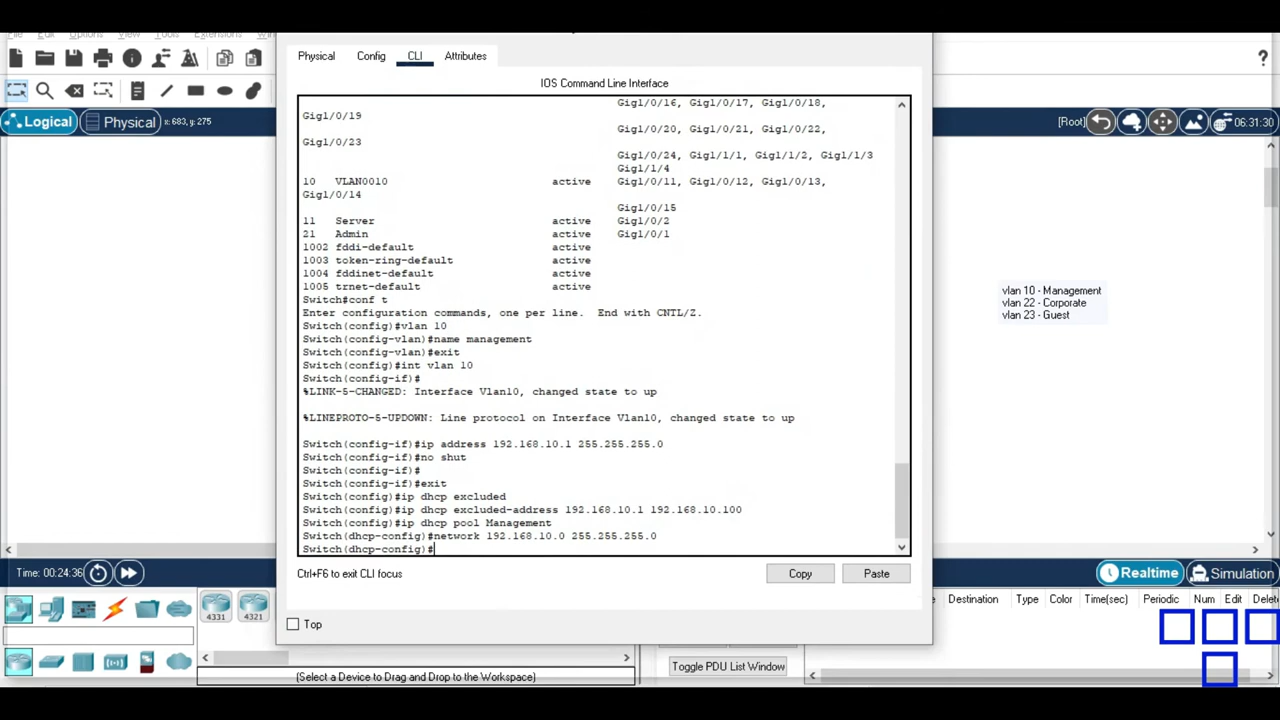 File Edit View Tools Extensions
Physical Config CLI Attributes
?
IOS Command Line Interface
Logical Physical x: 683, y: 275
[Root] 06:31:30
Gig1/0/16, Gig1/0/17, Gig1/0/18,
Gig1/0/19
Gig1/0/20, Gig1/0/21, Gig1/0/22,
Gig1/0/23
Gig1/0/24, Gig1/1/1, Gig1/1/2, Gig1/1/3
Gig1/1/4
10 VLAN0010 active Gig1/0/11, Gig1/0/12, Gig1/0/13,
Gig1/0/14
Gig1/0/15
11 Server active Gig1/0/2
21 Admin active Gig1/0/1
1002 fddi-default active
1003 token-ring-default active
1004 fddinet-default active
1005 trnet-default active
Switch#conf t
Enter configuration commands, one per line. End with CNTL/Z.
Switch(config)#vlan 10
Switch(config-vlan)#name management
Switch(config-vlan)#exit
Switch(config)#int vlan 10
Switch(config-if)#
%LINK-5-CHANGED: Interface Vlan10, changed state to up
%LINEPROTO-5-UPDOWN: Line protocol on Interface Vlan10, changed state to up
Switch(config-if)#ip address 192.168.10.1 255.255.255.0
Switch(config-if)#no shut
Switch(config-if)#
Switch(config-if)#exit
Switch(config)#ip dhcp excluded
Switch(config)#ip dhcp excluded-address 192.168.10.1 192.168.10.100
Switch(config)#ip dhcp pool Management
Switch(dhcp-config)#network 192.168.10.0 255.255.255.0
Switch(dhcp-config)#
vlan 10 - Management
vlan 22 - Corporate
vlan 23 - Guest
Ctrl+F6 to exit CLI focus
Copy Paste
Top
Time: 00:24:36
Realtime Simulation
4331 4321
Destination Type Color Time(sec) Periodic Num Edit Delete
Toggle PDU List Window
(Select a Device to Drag and Drop to the Workspace)